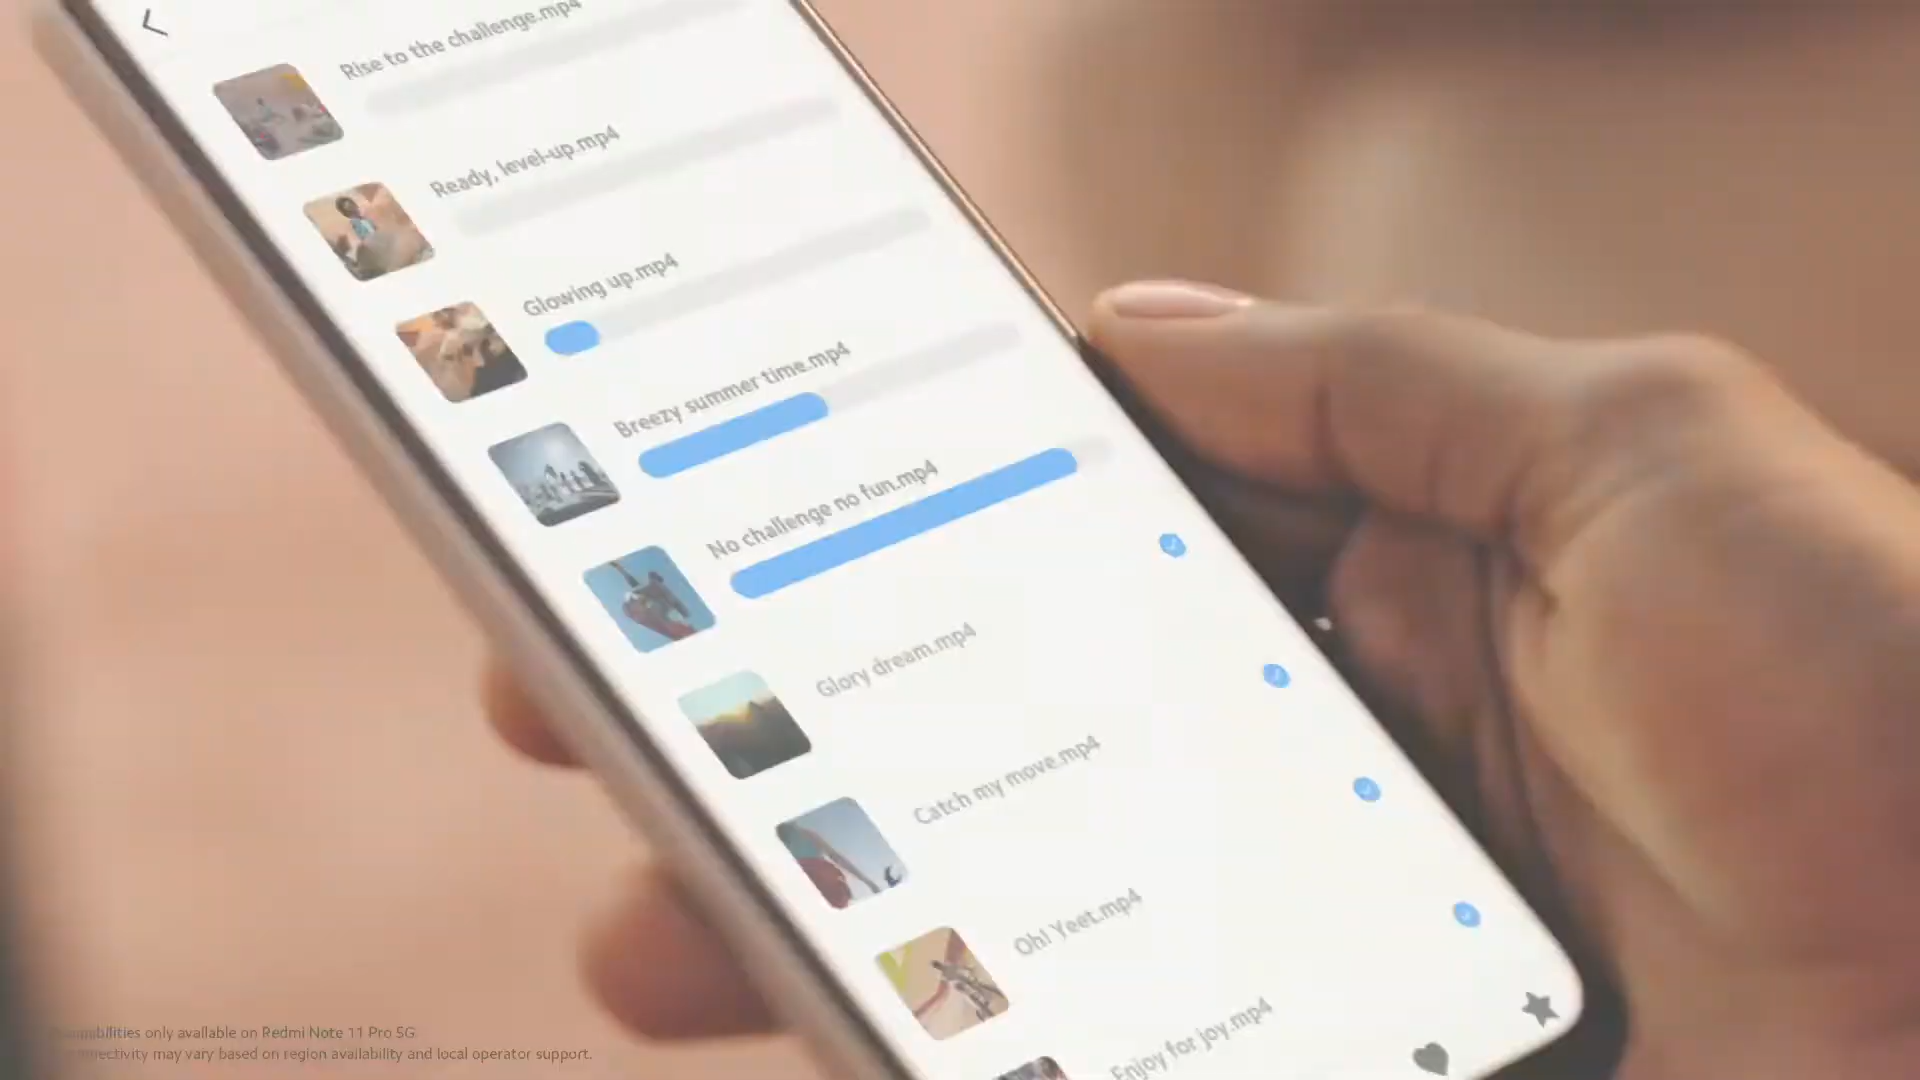 Rise to the challenge.mp4
Ready, level-up.mp4
Glowing up.mp4
Breezy summer time.mp4
No challenge no fun.mp4
Glory dream.mp4
Catch my move.mp4
Oh! Yeet.mp4
Enjoy for joy.mp4
only available on Redmi Note 11 Pro 5G
may vary based on region availability and local operator support.